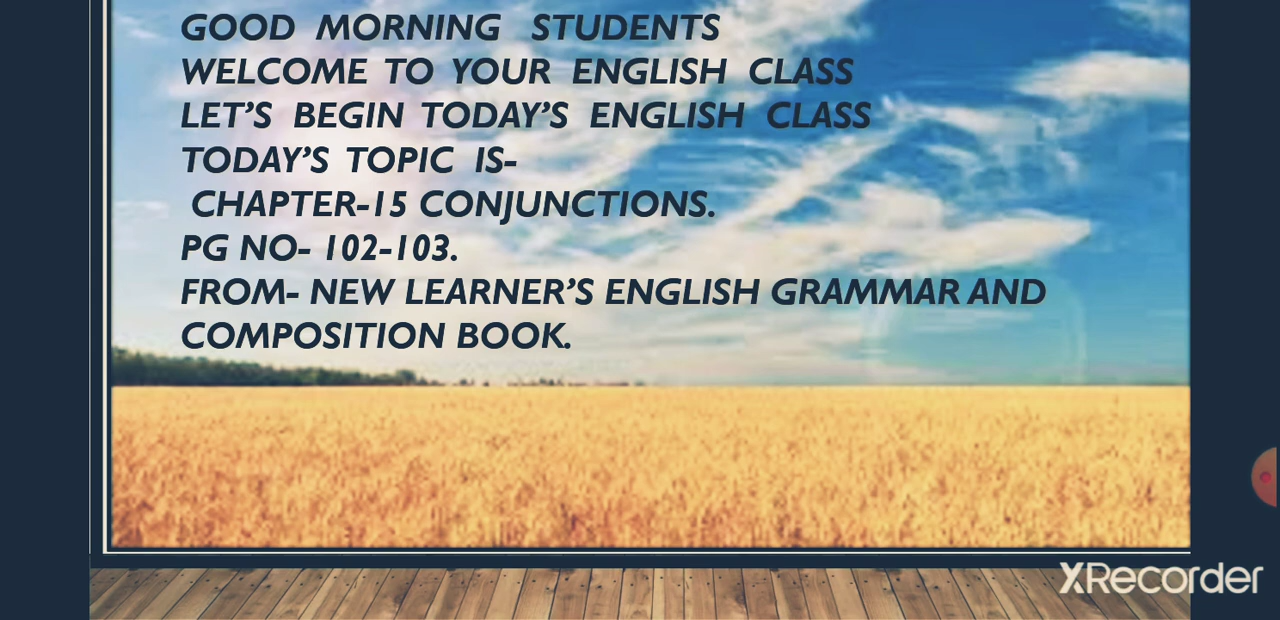 GOOD MORNING STUDENTS
WELCOME TO YOUR ENGLISH CLASS
LET'S BEGIN TODAY'S ENGLISH CLASS
TODAY'S TOPIC IS-
CHAPTER-15 CONJUNCTIONS.
PG NO- 102-103.
FROM- NEW LEARNER'S ENGLISH GRAMMAR AND
COMPOSITION BOOK.
XRecorder